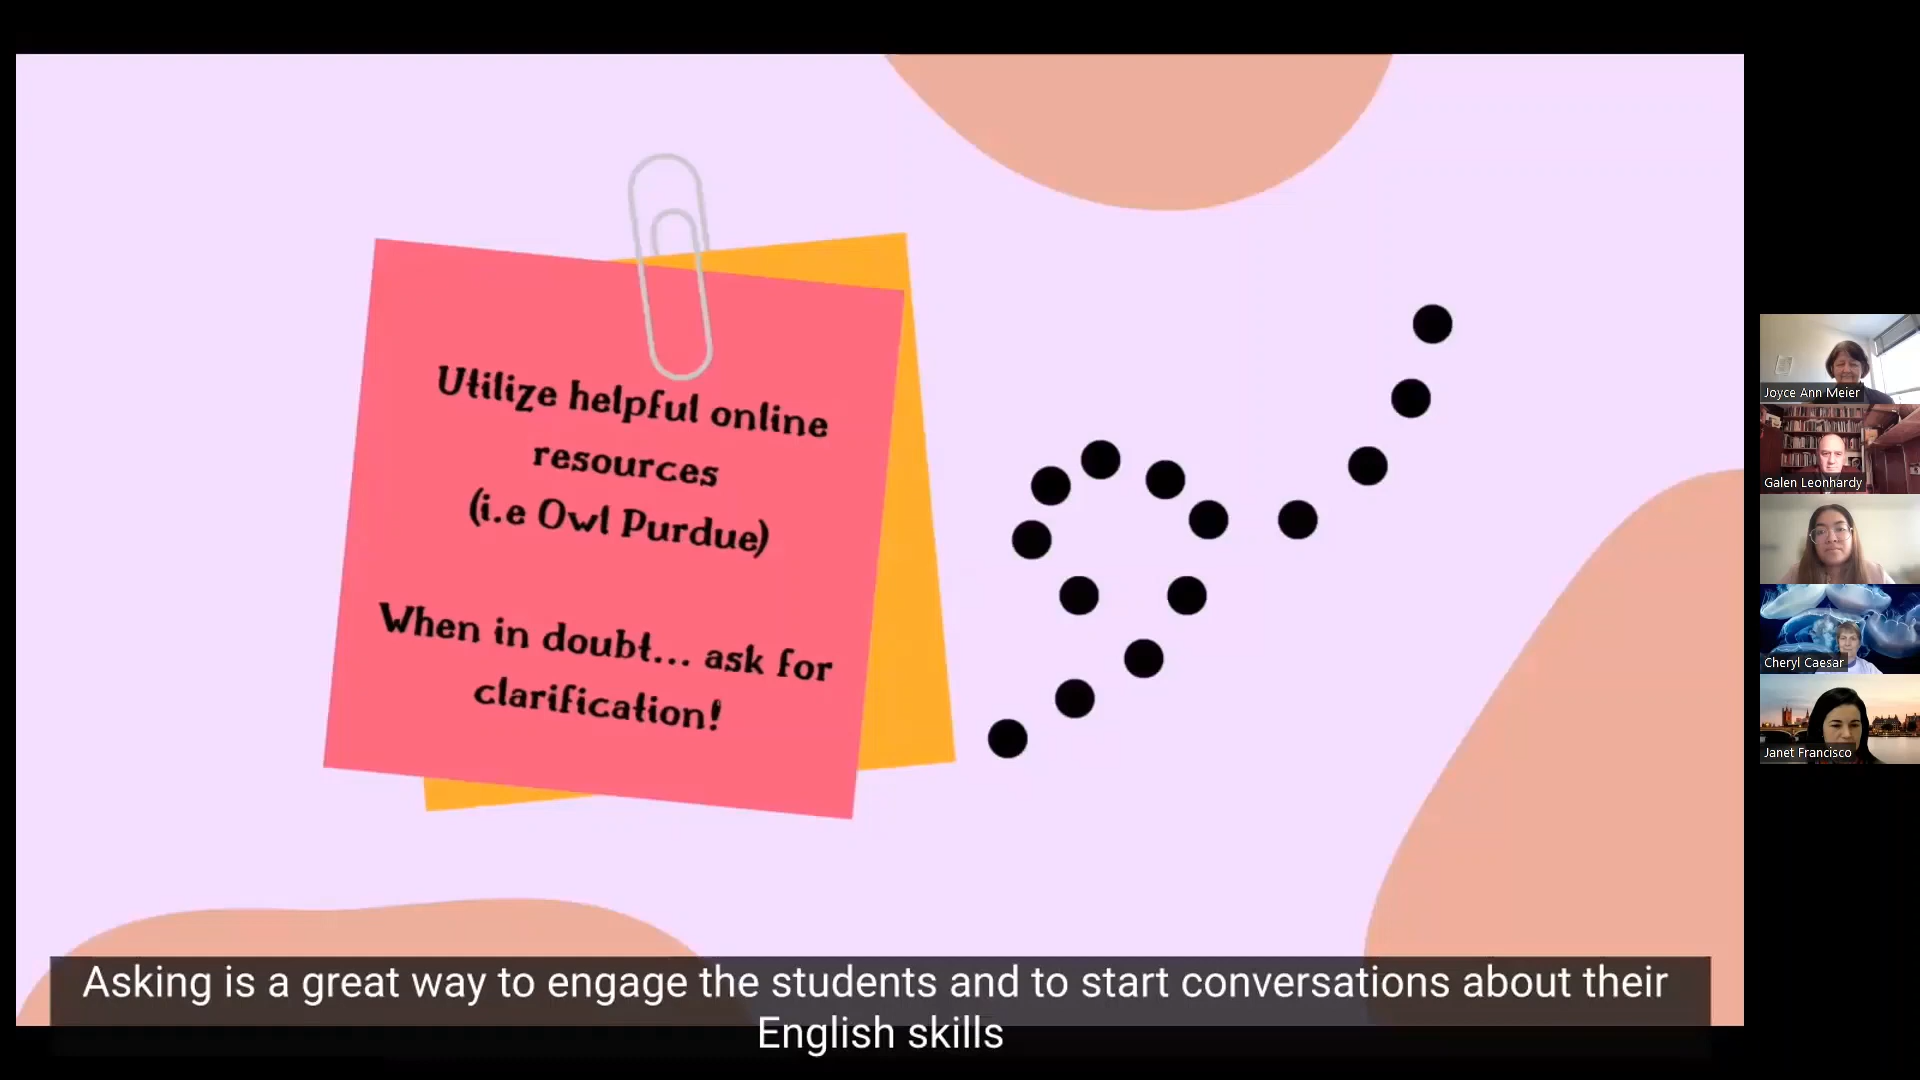 Utilize helpful online
resources
(i.e Owl Purdue)
When in doubt... ask for
clarification!
Asking is a great way to engage the students and to start conversations about their
English skills
Joyce Ann Meier
Galen Leonhardy
Cheryl Caesar
Janet Francisco